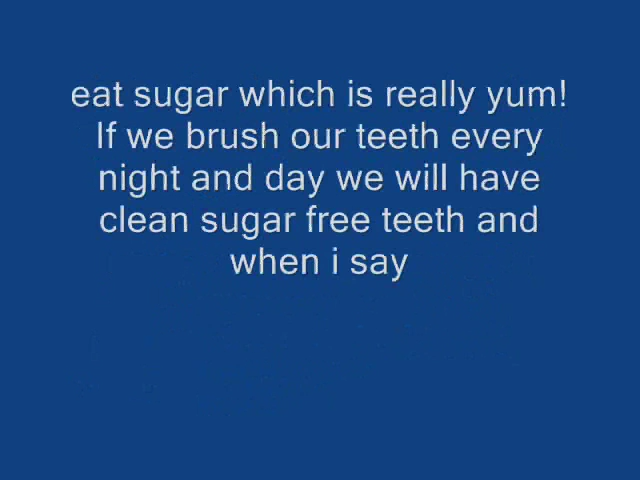 eat sugar which is really yum!
If we brush our teeth every
night and day we will have
clean sugar free teeth and
when i say